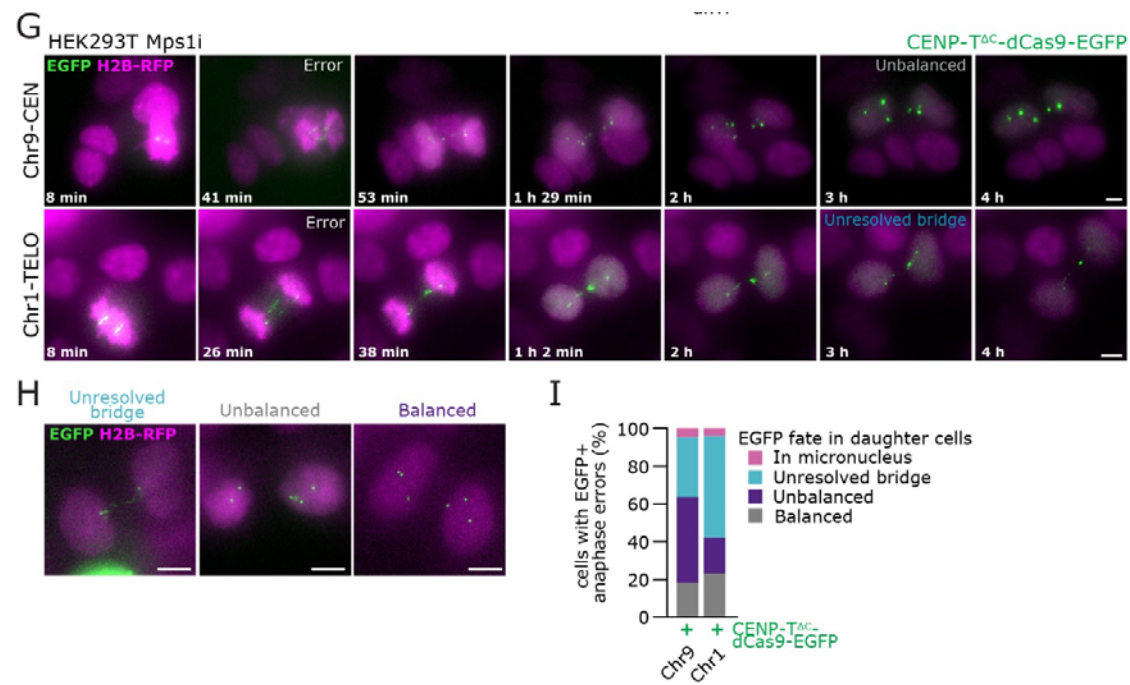 G
HEK293T Mps1i
CENP-TΔC-dCas9-EGFP
Chr9-CEN
EGFP H2B-RFP
8 min
Error
41 min
53 min
1 h 29 min
2 h
Unbalanced
3 h
4 h
Chr1-TELO
8 min
Error
26 min
38 min
1 h 2 min
2 h
Unresolved bridge
3 h
4 h
H
Unresolved
bridge
Unbalanced
Balanced
EGFP H2B-RFP
I
cells with EGFP+
anaphase errors (%)
100
80
60
40
20
0
EGFP fate in daughter cells
In micronucleus
Unresolved bridge
Unbalanced
Balanced
+ +
CENP-TΔC-
dCas9-EGFP
Chr9
Chr1